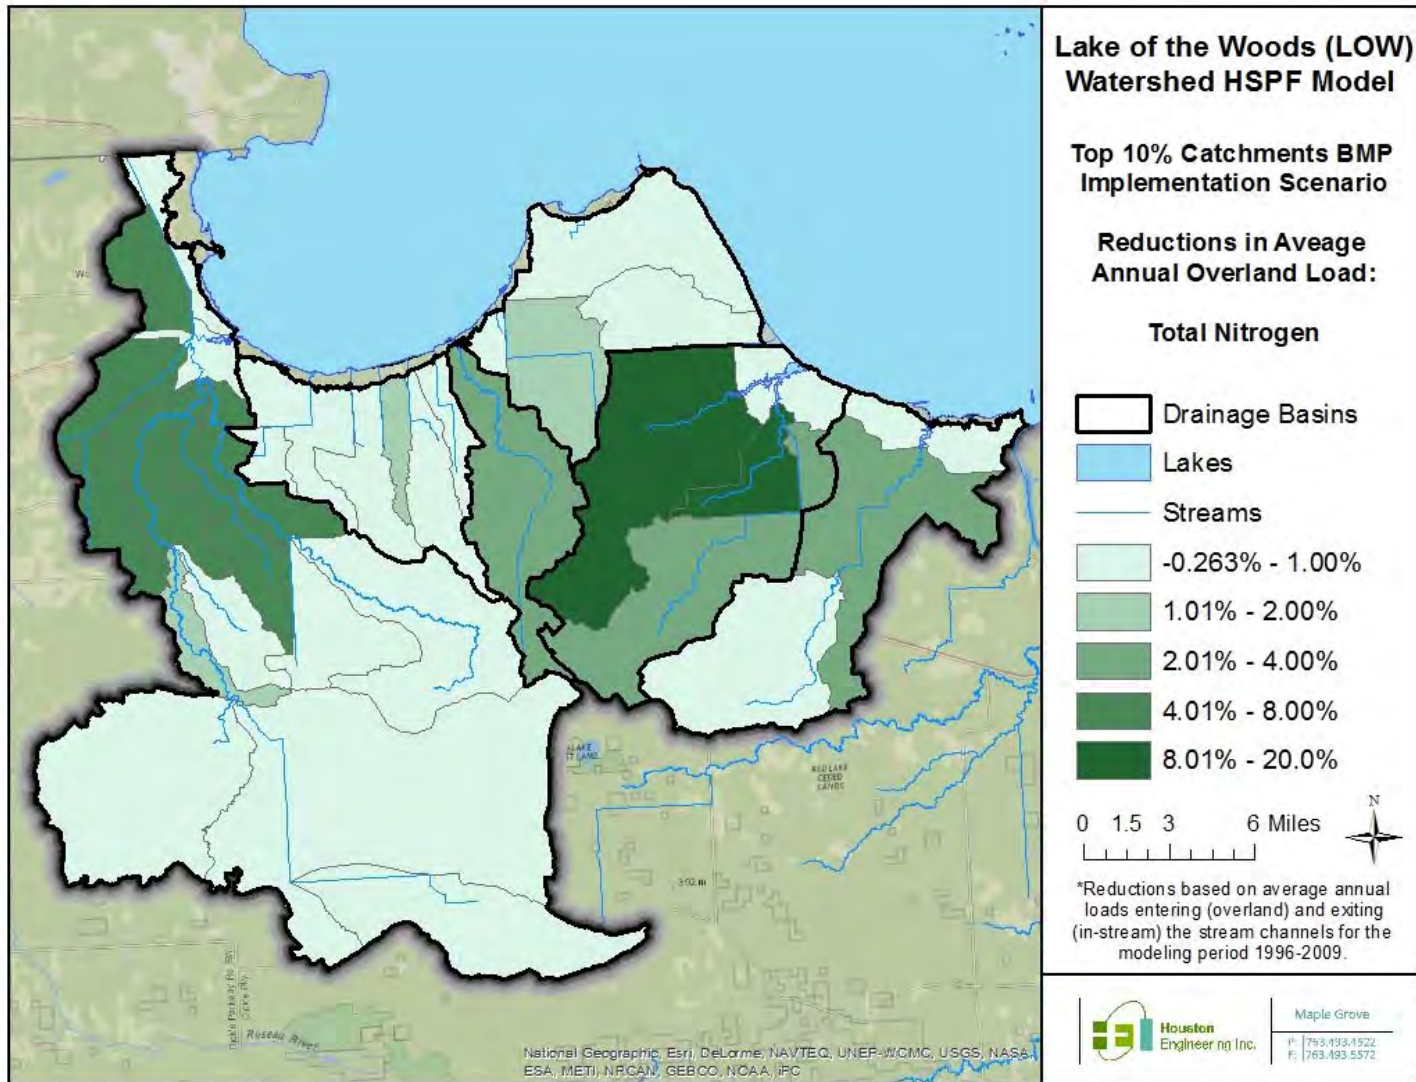 Lake of the Woods (LOW)
Watershed HSPF Model
Top 10% Catchments BMP
Implementation Scenario
Reductions in Aveage
Annual Overland Load:
Total Nitrogen
Drainage Basins
Lakes
Streams
-0.263% - 1.00%
1.01% - 2.00%
2.01% - 4.00%
4.01% - 8.00%
8.01% - 20.0%
0 1.5 3 6 Miles
N
*Reductions based on average annual
loads entering (overland) and exiting
(in-stream) the stream channels for the
modeling period 1996-2009.
Houston
Engineering Inc.
Maple Grove
P: 763.493.4522
F: 763.493.5572
RED LAKE
CEDED
LANDS
LAKE
392 m
Roseau River
National Geographic, Esri, DeLorme, NAVTEQ, UNEP-WCMC, USGS, NASA,
ESA, METI, NRCAN, GEBCO, NOAA, iPC